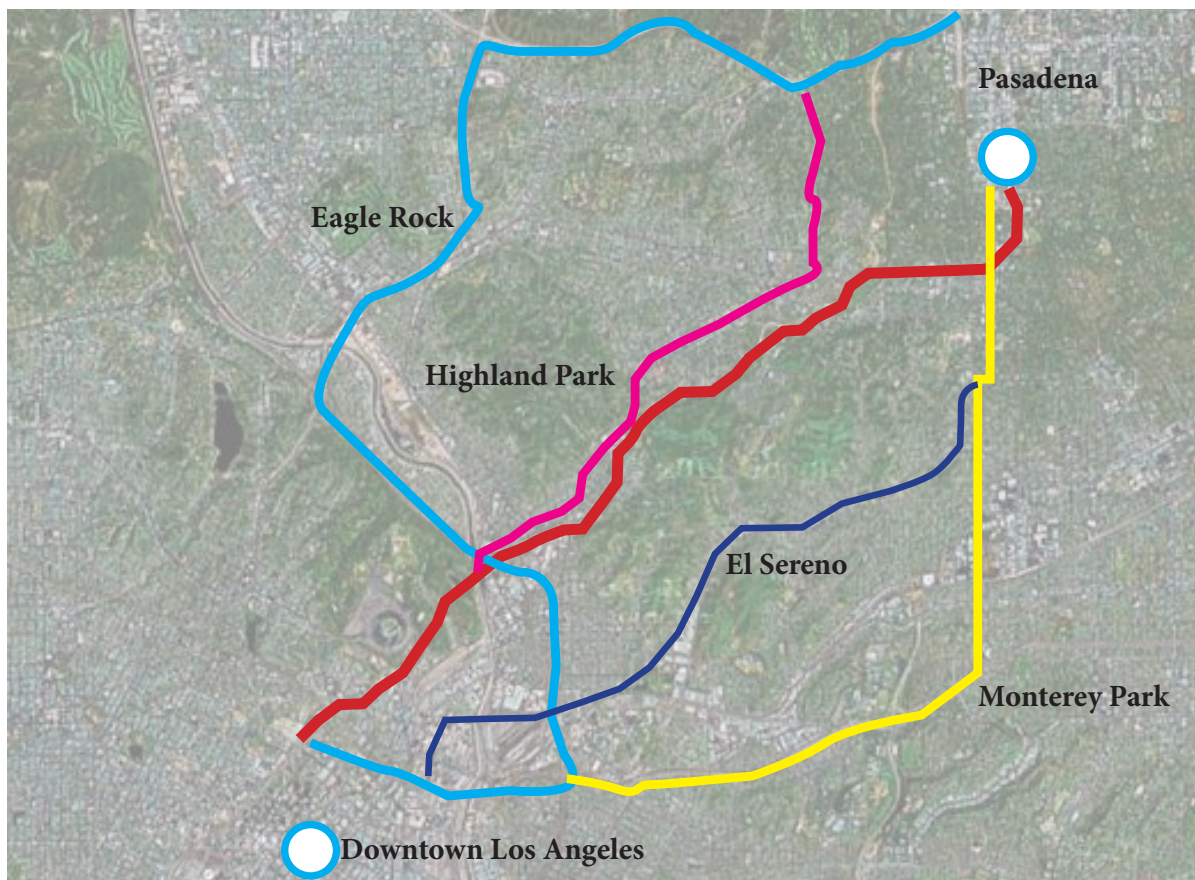 Pasadena
Eagle Rock
Highland Park
El Sereno
Monterey Park
Downtown Los Angeles